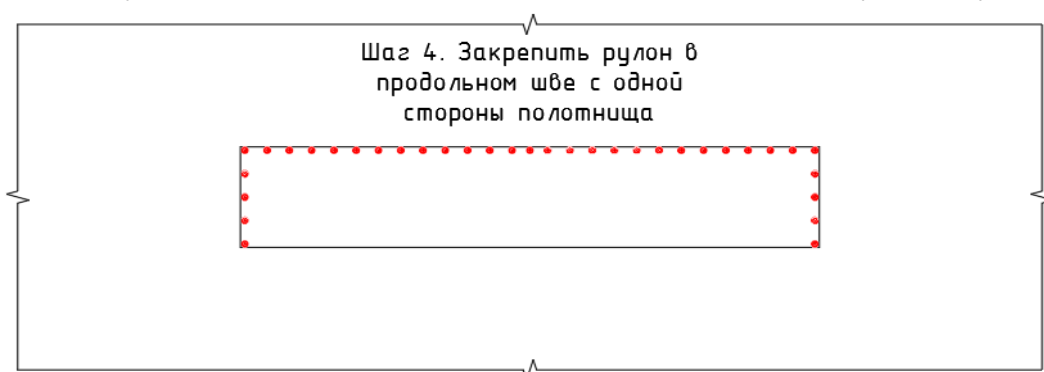 Шаг 4. Закрепить рулон в
продольном шве с одной
стороны полотнища